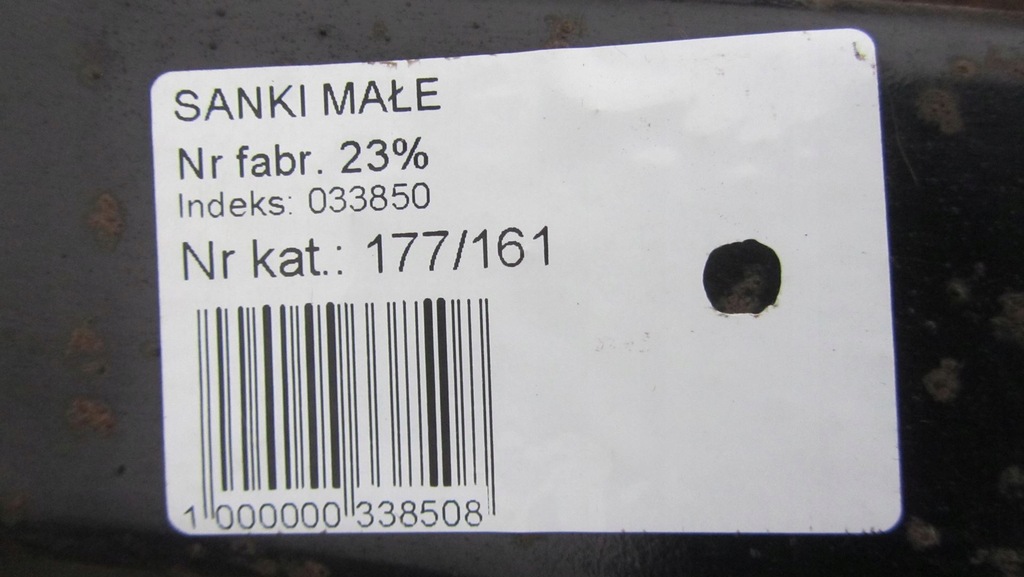 SANKI MAŁE
Nr fabr. 23%
Indeks: 033850
Nr kat.: 177/161
1 000000 338508